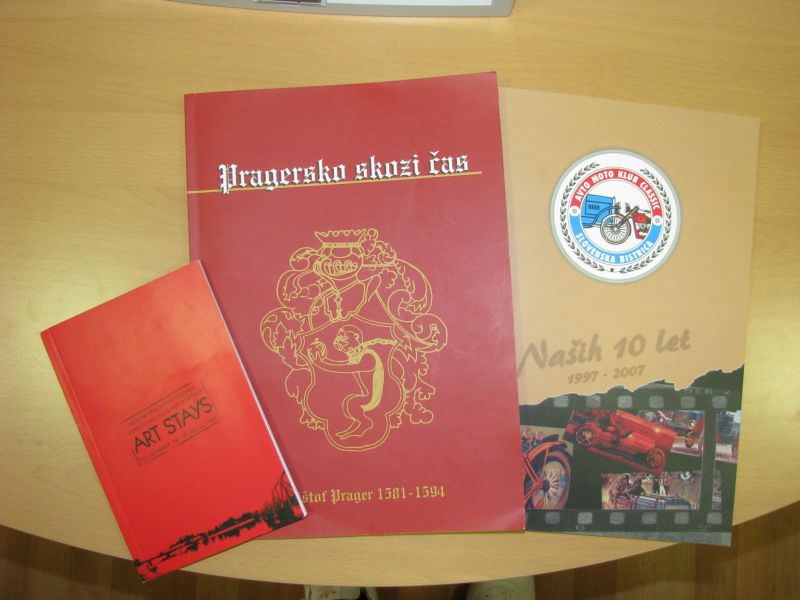 Pragersko skozi čas
štof Prager 1581-1594
AVTO MOTO KLUB CLASSIC
SLOVENSKA BISTRICA
Naših 10 let
1997 - 2007
ART STAYS